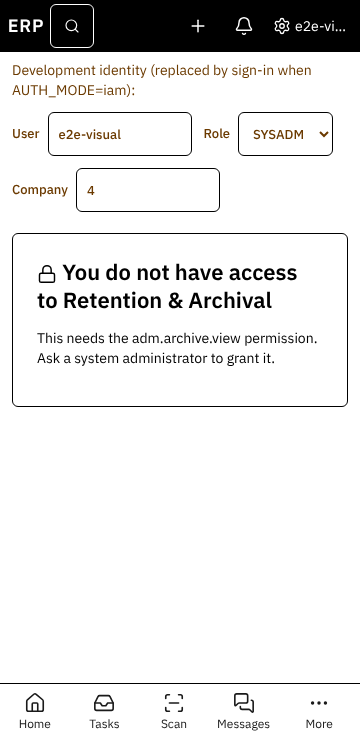 ERP
e2e-vi...
Development identity (replaced by sign-in when
AUTH_MODE=iam):
User e2e-visual Role SYSADM
Company 4
You do not have access
to Retention & Archival
This needs the adm.archive.view permission.
Ask a system administrator to grant it.
Home Tasks Scan Messages More